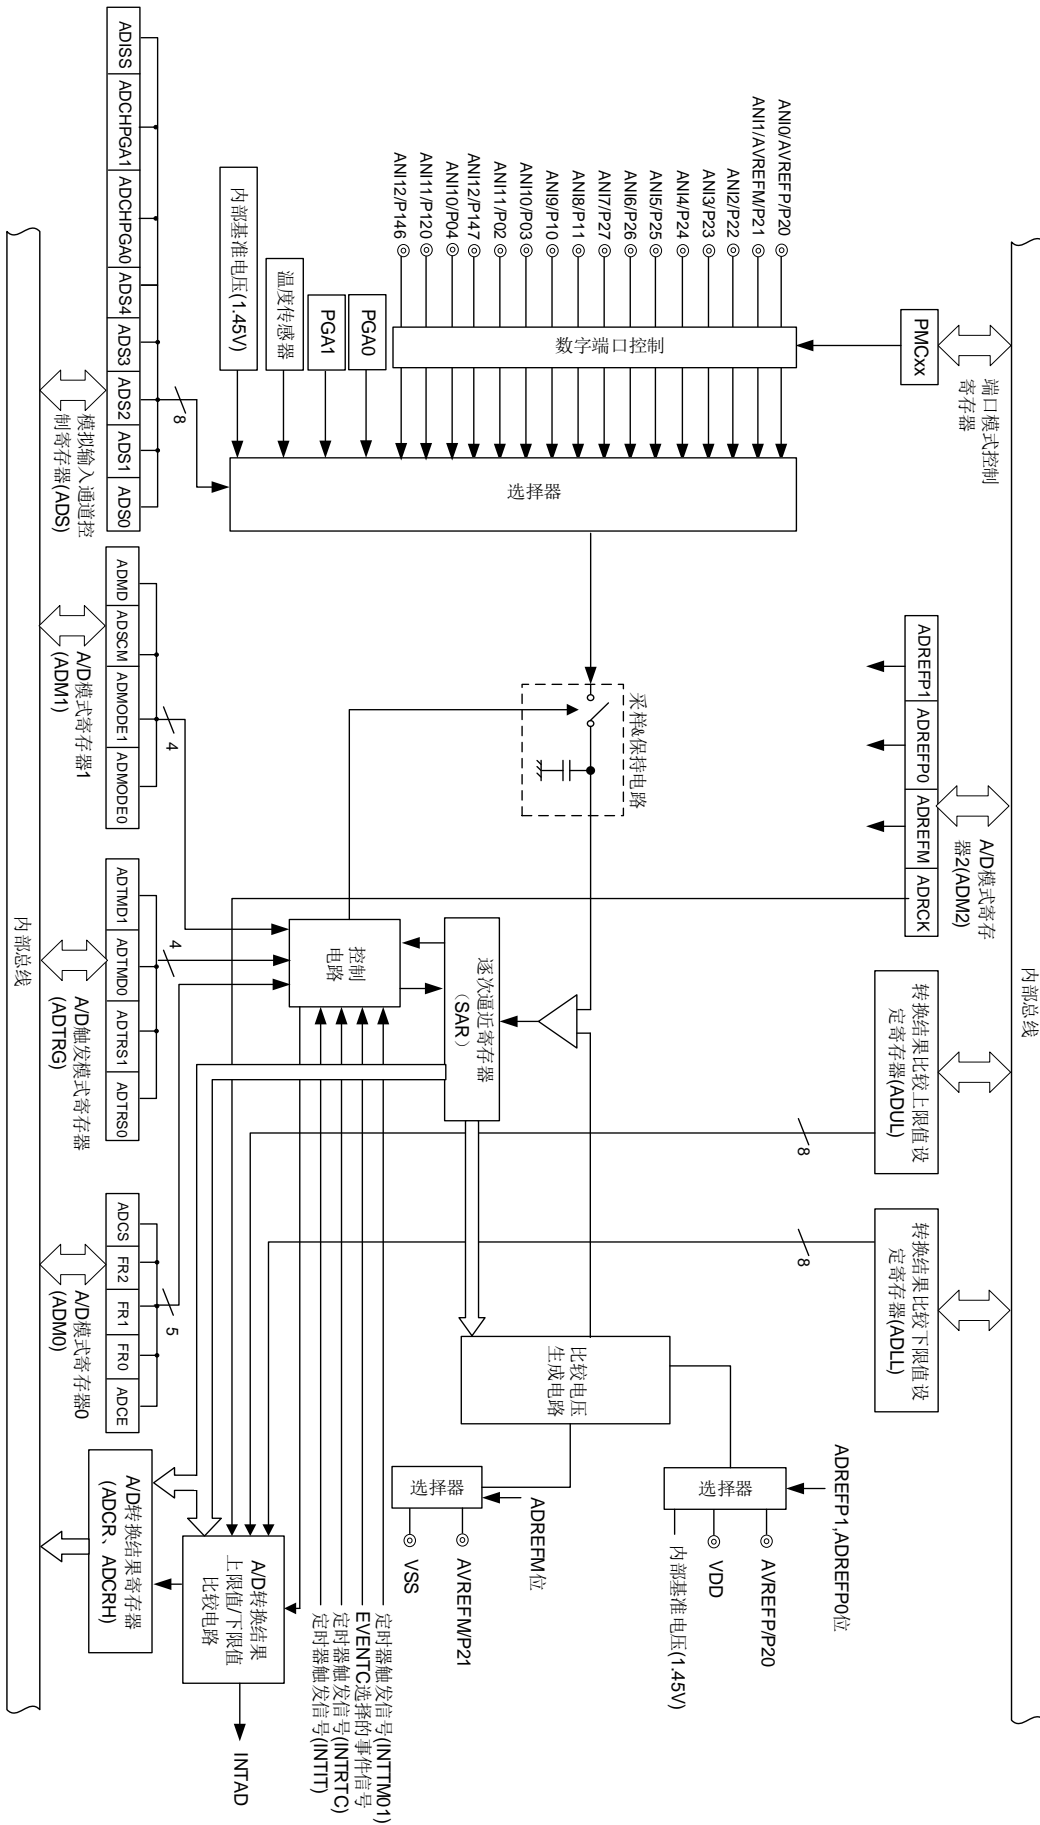 内部总线
端口模式控制
寄存器
PMCxx
A/D模式寄存
器2(ADM2)
ADREFP1
ADREFP0
ADREFM
ADRCK
转换结果比较上限值设
定寄存器(ADUL)
转换结果比较下限值设
定寄存器(ADLL)
8
8
ANI0/AVREFP/P20
ANI1/AVREFM/P21
ANI2/P22
ANI3/P23
ANI4/P24
ANI5/P25
ANI6/P26
ANI7/P27
ANI8/P11
ANI9/P10
ANI10/P03
ANI11/P02
ANI12/P147
ANI10/P04
ANI11/P120
ANI12/P146
数字端口控制
PGA0
PGA1
温度传感器
内部基准电压(1.45V)
选择器
采样&保持电路
逐次逼近寄存器
（SAR）
控制
电路
比较电压
生成电路
选择器
ADREFP1,ADREFP0位
AVREFP/P20
VDD
内部基准电压(1.45V)
选择器
ADREFM位
AVREFM/P21
VSS
定时器触发信号(INTTM01)
EVENTC选择的事件信号
定时器触发信号(INTRTC)
定时器触发信号(INTIT)
A/D转换结果
上限值/下限值
比较电路
INTAD
A/D转换结果寄存器
(ADCR、ADCRH)
8
4
4
5
ADISS
ADCHPGA1
ADCHPGA0
ADS4
ADS3
ADS2
ADS1
ADS0
模拟输入通道控
制寄存器(ADS)
ADMD
ADSCM
ADMODE1
ADMODE0
A/D模式寄存器1
(ADM1)
ADTMD1
ADTMD0
ADTRS1
ADTRS0
A/D触发模式寄存器
(ADTRG)
ADCS
FR2
FR1
FR0
ADCE
A/D模式寄存器0
(ADM0)
内部总线